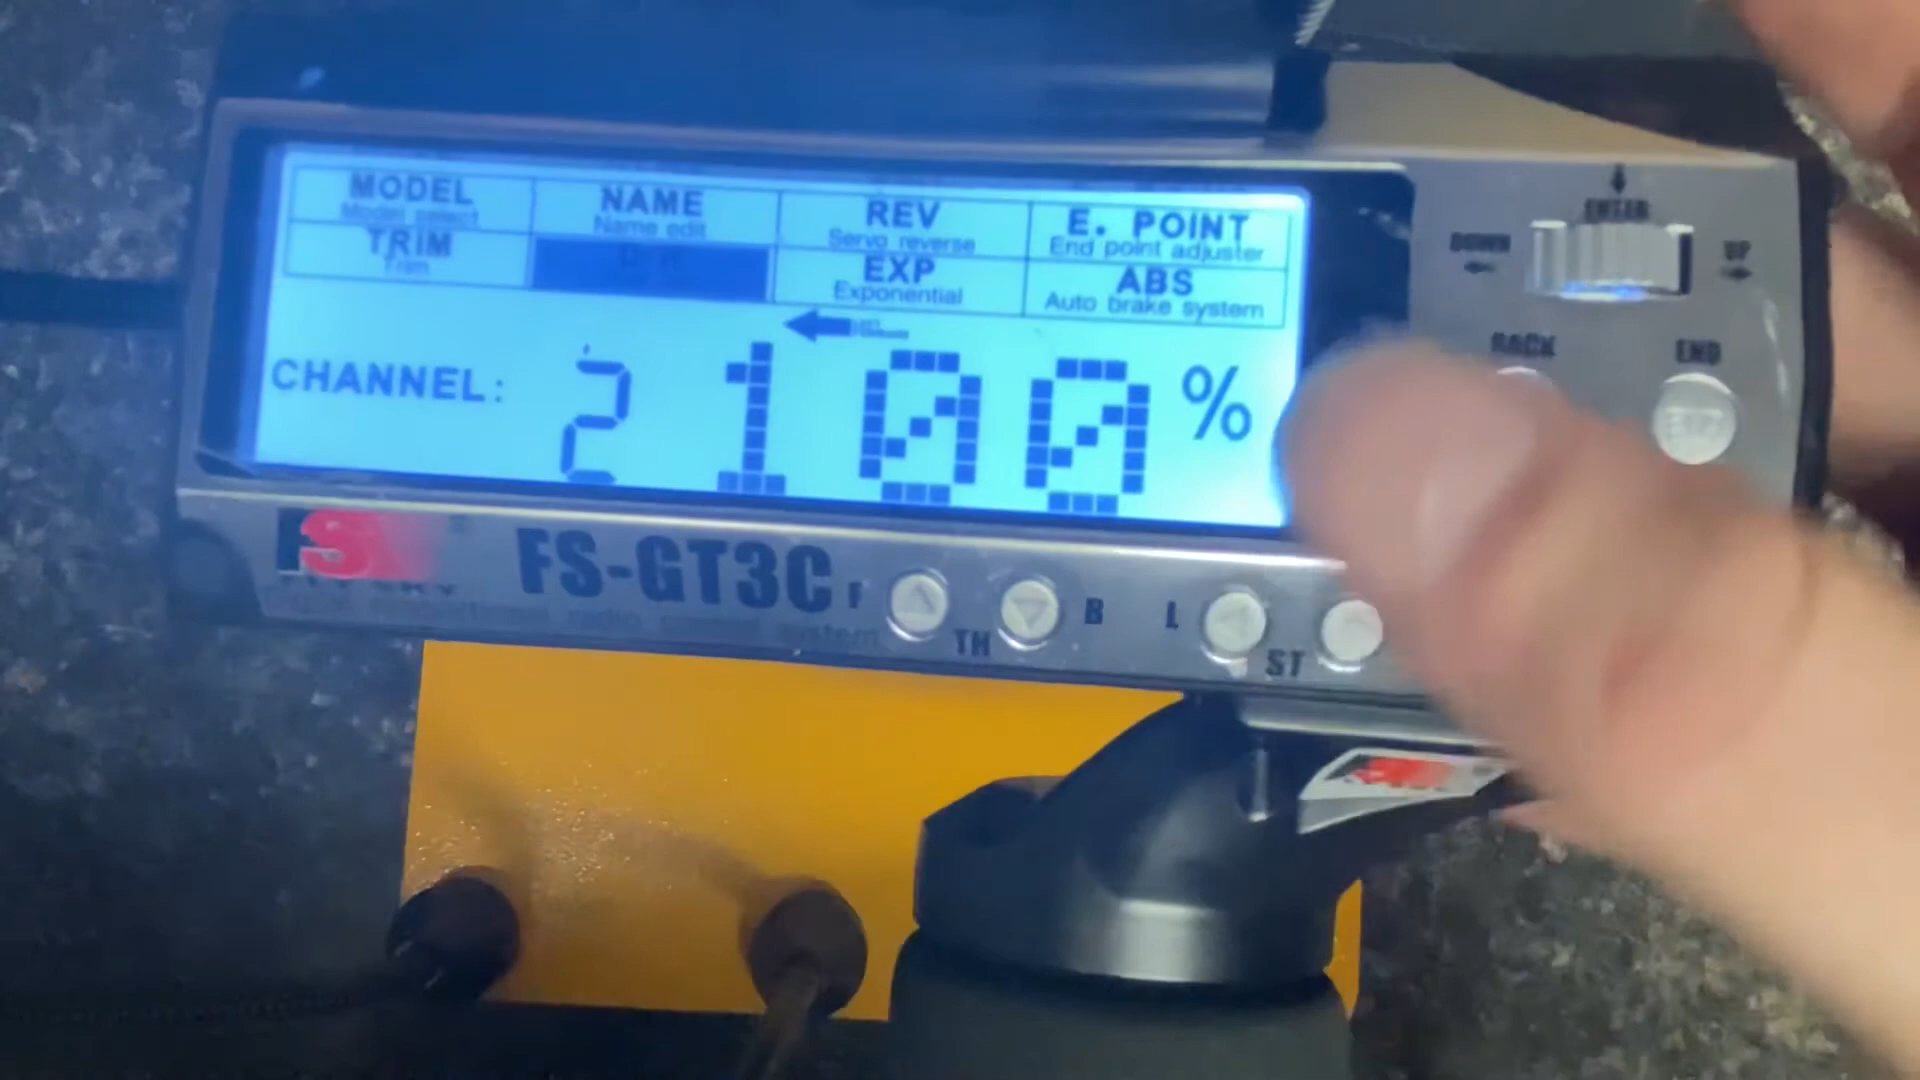 MODEL NAME REV E. POINT
Model select Name edit Servo reverse End point adjuster
TRIM D/R EXP ABS
Trim Exponential Auto brake system
CHANNEL: 2 100 %
ENTER
DOWN UP
BACK END
FS-GT3C
F TH B L ST